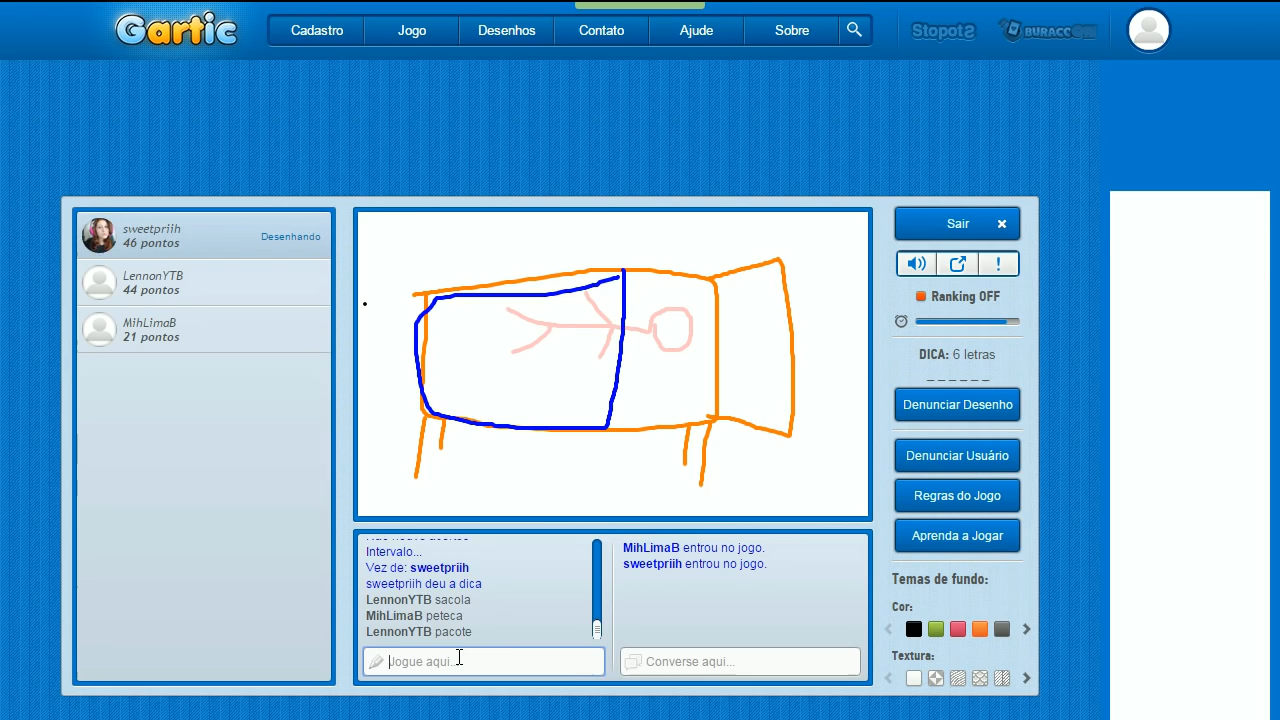 Gartic
Cadastro
Jogo
Desenhos
Contato
Ajude
Sobre
StopotS
BURACOON
sweetpriih
46 pontos
Desenhando
LennonYTB
44 pontos
MihLimaB
21 pontos
Sair
Ranking OFF
DICA: 6 letras
_ _ _ _ _ _
Denunciar Desenho
Denunciar Usuário
Regras do Jogo
Aprenda a Jogar
Temas de fundo:
Cor:
Textura:
Intervalo...
Vez de: sweetpriih
sweetpriih deu a dica
LennonYTB sacola
MihLimaB peteca
LennonYTB pacote
Jogue aqui...
MihLimaB entrou no jogo.
sweetpriih entrou no jogo.
Converse aqui...